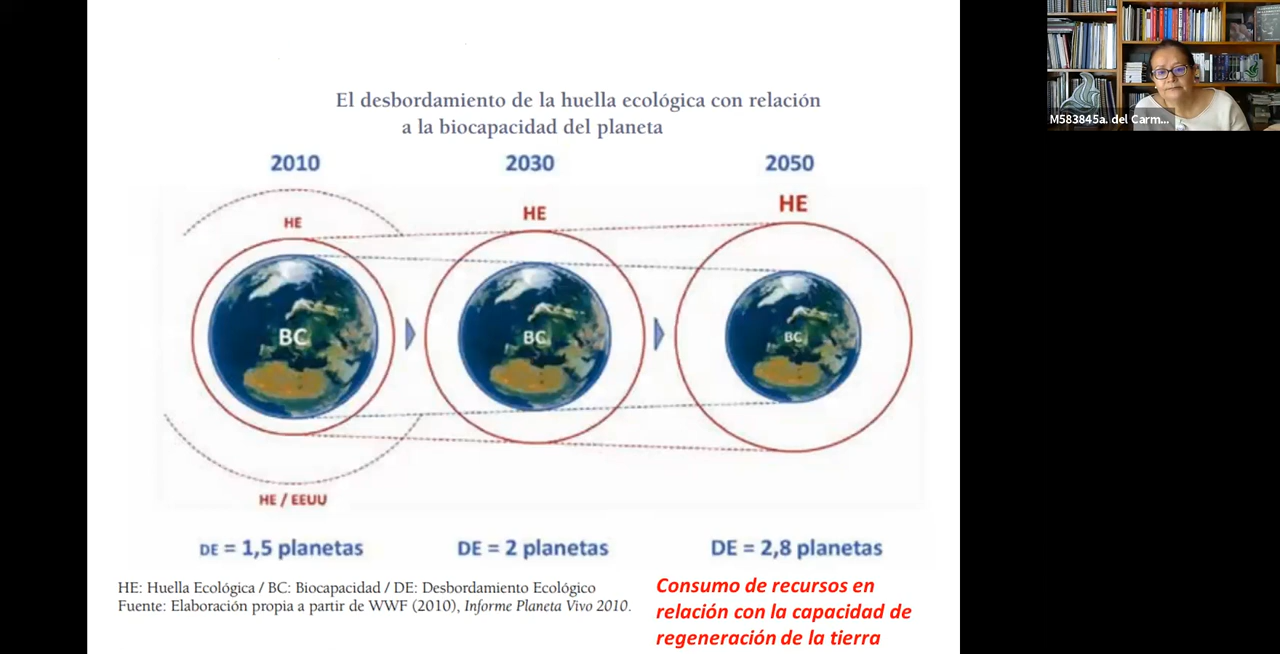 El desbordamiento de la huella ecológica con relación
a la biocapacidad del planeta
2010
2030
2050
HE
HE
HE
BC
BC
BC
HE / EEUU
DE = 1,5 planetas
DE = 2 planetas
DE = 2,8 planetas
HE: Huella Ecológica / BC: Biocapacidad / DE: Desbordamiento Ecológico
Fuente: Elaboración propia a partir de WWF (2010), Informe Planeta Vivo 2010.
Consumo de recursos en
relación con la capacidad de
regeneración de la tierra
M583845a. del Carm...